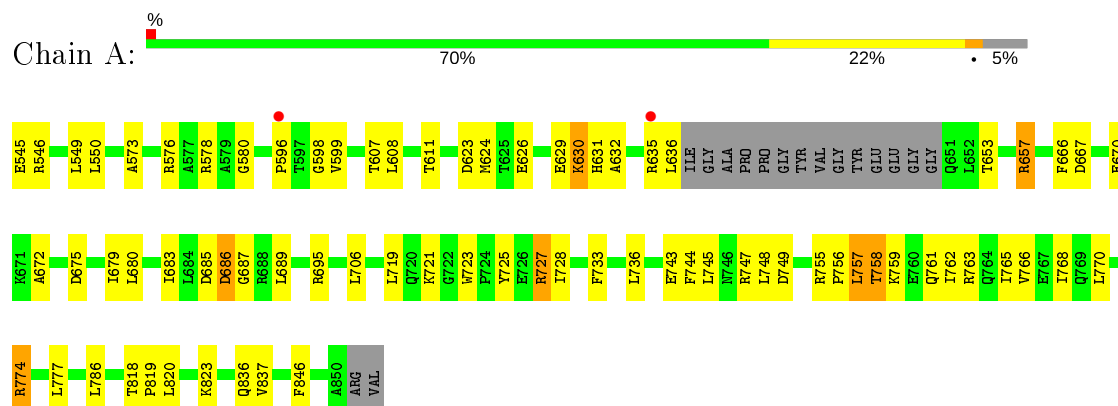 %
Chain A:
70% 22% • 5%
E545 R546 L549 L550 A573 R576 A577 R578 A579 G580 P596 T597 G598 V599 T607 L608 T611 D623 M624 T625 E626 E629 K630 H631 A632 R635 L636 ILE GLY ALA PRO PRO GLY TYR VAL GLY TYR GLU GLU GLY GLY Q651 L652 T653 R657 F666 D667 E670
K671 A672 D675 I679 L680 I683 L684 D685 D686 G687 R688 L689 R695 L706 L719 Q720 K721 G722 W723 P724 Y725 E726 R727 I728 F733 L736 E743 F744 L745 N746 R747 L748 D749 R755 P756 L757 T758 K759 E760 Q761 I762 R763 Q764 I765 V766 E767 I768 Q769 L770
R774 L777 L786 T818 P819 L820 K823 Q836 V837 F846 A850 ARG VAL